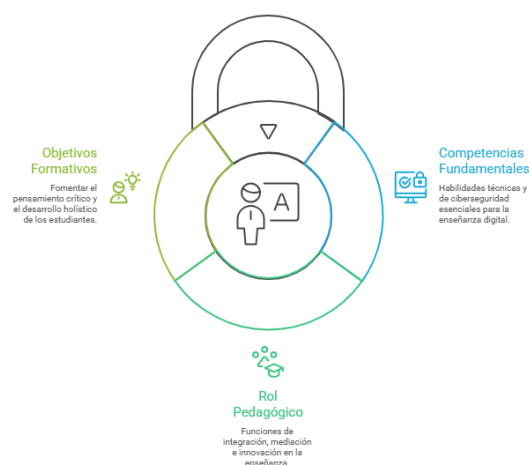 Objetivos
Formativos
Fomentar el
pensamiento crítico y
el desarrollo holístico
de los estudiantes.
Competencias
Fundamentales
Habilidades técnicas y
de ciberseguridad
esenciales para la
enseñanza digital.
A
Rol
Pedagógico
Funciones de
integración, mediación
e innovación en la
enseñanza